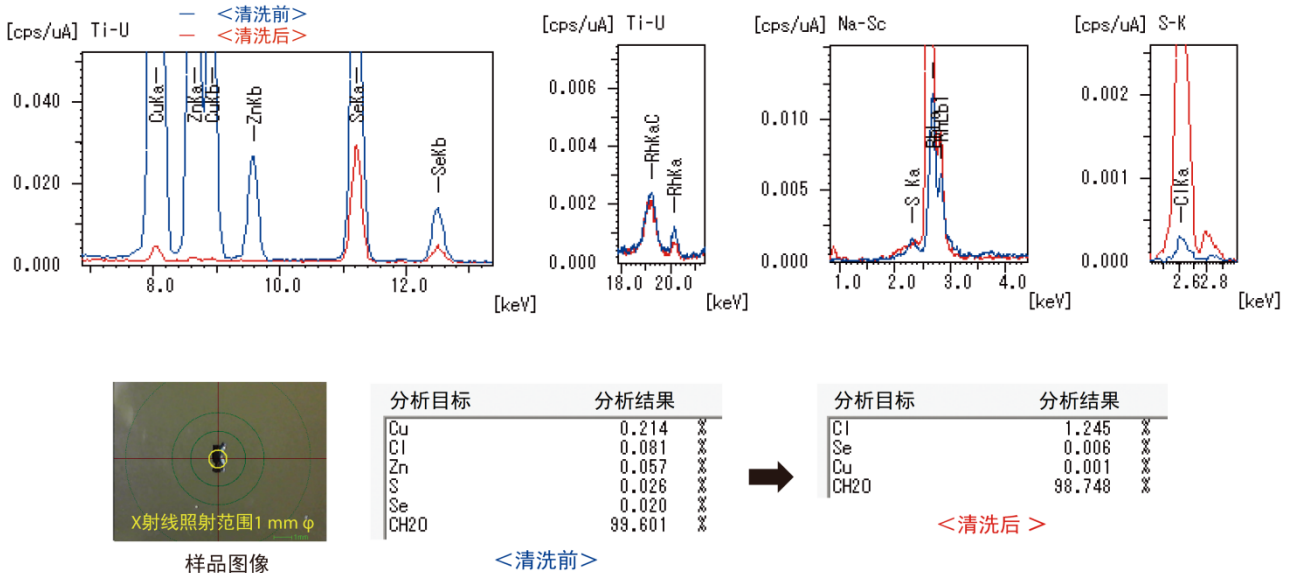 — ＜清洗前＞
— ＜清洗后＞
[cps/uA] Ti-U
0.040
0.020
0.000
CuKa
ZnKa
CuKb
ZnKb
SeKa
SeKb
8.0 10.0 12.0
[keV]
[cps/uA] Ti-U
0.006
0.004
0.002
0.000
RhKaC
RhKa
18.0 20.0
[keV]
[cps/uA] Na-Sc
0.010
0.005
0.000
S Ka
RhLb1
1.0 2.0 3.0 4.0
[keV]
[cps/uA] S-K
0.002
0.001
0.000
ClKa
2.6 2.8
[keV]
X射线照射范围1 mm φ
1mm
样品图像
分析目标 分析结果
Cu 0.214 %
Cl 0.081 %
Zn 0.057 %
S 0.026 %
Se 0.020 %
CH2O 99.601 %
＜清洗前＞
分析目标 分析结果
Cl 1.245 %
Se 0.006 %
Cu 0.001 %
CH2O 98.748 %
＜清洗后 ＞